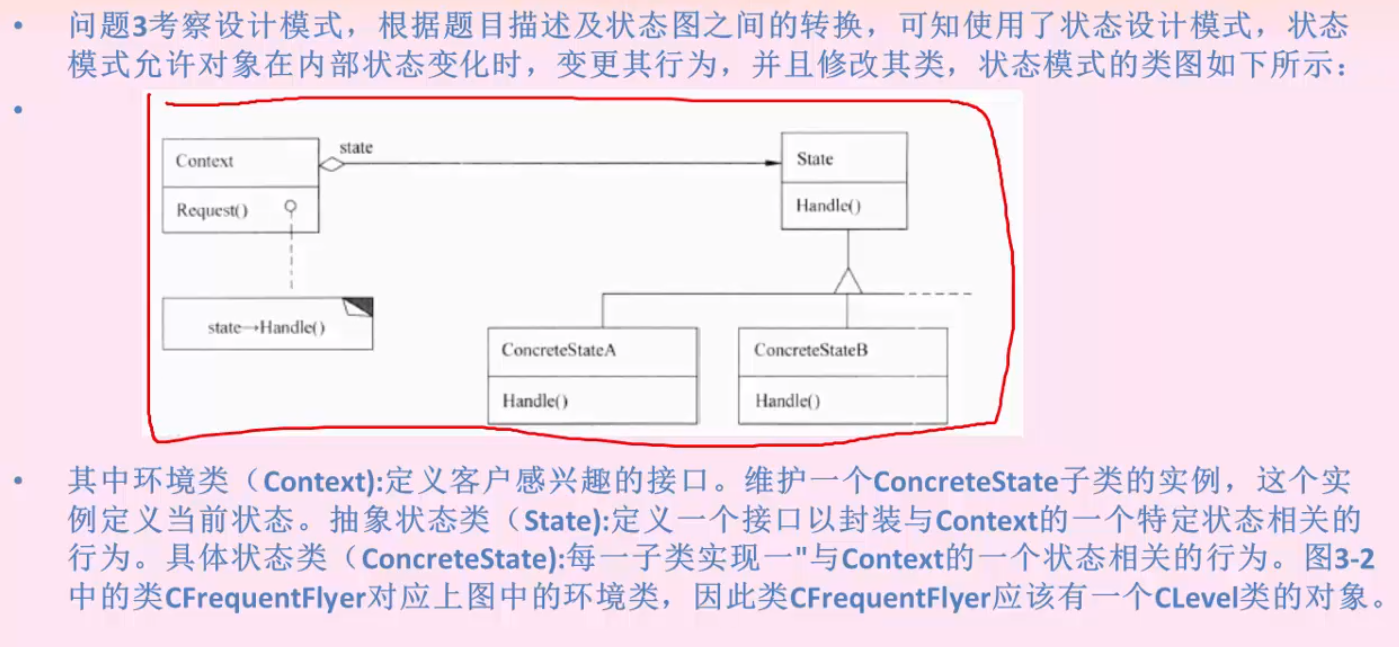 • 问题3考察设计模式，根据题目描述及状态图之间的转换，可知使用了状态设计模式，状态
模式允许对象在内部状态变化时，变更其行为，并且修改其类，状态模式的类图如下所示：
•
Context
Request()
state
State
Handle()
state→Handle()
ConcreteStateA
Handle()
ConcreteStateB
Handle()
• 其中环境类（Context):定义客户感兴趣的接口。维护一个ConcreteState子类的实例，这个实
例定义当前状态。抽象状态类（State):定义一个接口以封装与Context的一个特定状态相关的
行为。具体状态类（ConcreteState):每一子类实现一"与Context的一个状态相关的行为。图3-2
中的类CFrequentFlyer对应上图中的环境类，因此类CFrequentFlyer应该有一个CLevel类的对象。